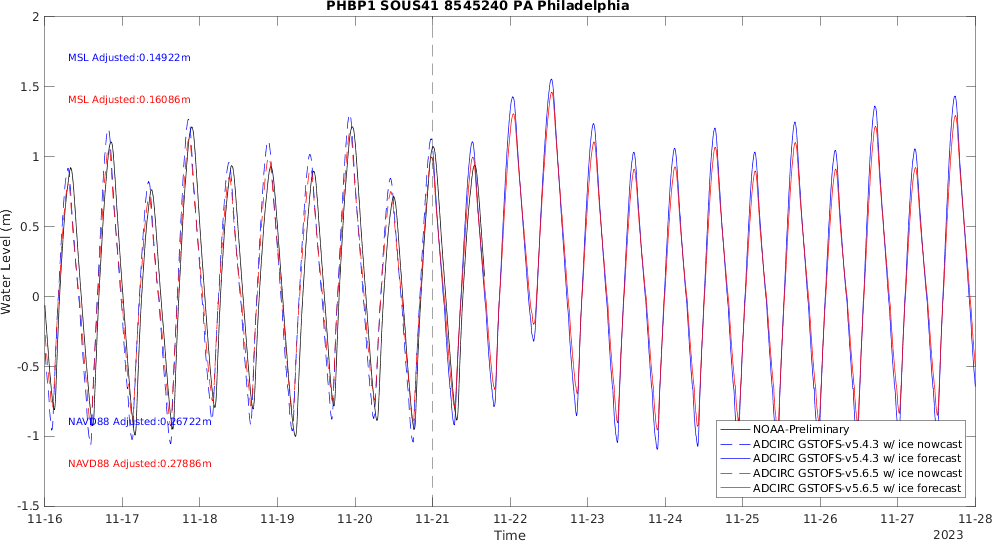 PHBP1 SOUS41 8545240 PA Philadelphia
2
1.5
1
0.5
0
-0.5
-1
-1.5
Water Level (m)
MSL Adjusted:0.14922m
MSL Adjusted:0.16086m
NAVD88 Adjusted:0.26722m
NAVD88 Adjusted:0.27886m
NOAA-Preliminary
ADCIRC GSTOFS-v5.4.3 w/ ice nowcast
ADCIRC GSTOFS-v5.4.3 w/ ice forecast
ADCIRC GSTOFS-v5.6.5 w/ ice nowcast
ADCIRC GSTOFS-v5.6.5 w/ ice forecast
11-16 11-17 11-18 11-19 11-20 11-21 11-22 11-23 11-24 11-25 11-26 11-27 11-28
Time
2023